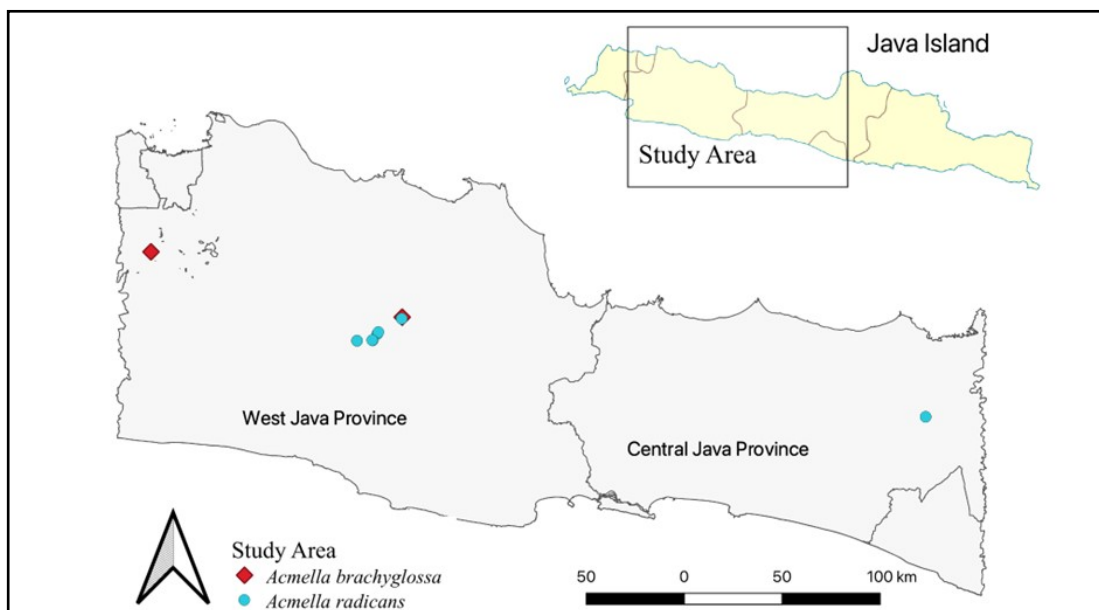 Java Island
Study Area
West Java Province
Central Java Province
Study Area
Acmella brachyglossa
Acmella radicans
50 0 50 100 km